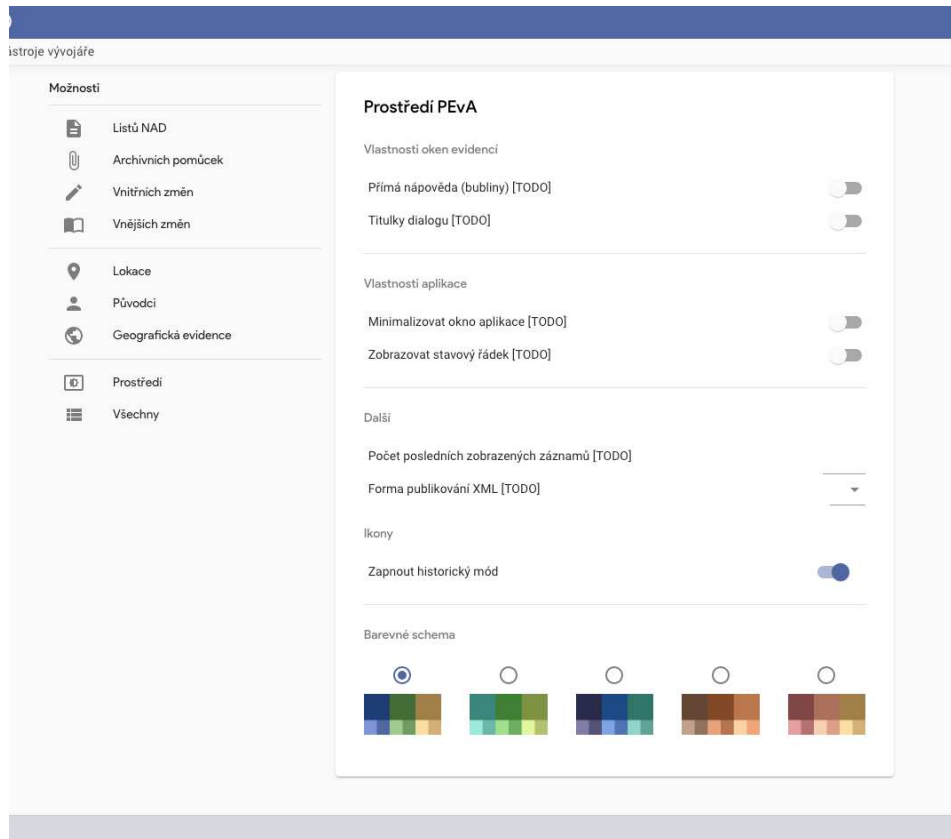 ástroje vývojáře
Možnosti
Listů NAD
Archivních pomůcek
Vnitřních změn
Vnějších změn
Lokace
Původci
Geografická evidence
Prostředí
Všechny
Prostředí PEvA
Vlastnosti oken evidencí
Přímá nápověda (bubliny) [TODO]
Titulky dialogu [TODO]
Vlastnosti aplikace
Minimalizovat okno aplikace [TODO]
Zobrazovat stavový řádek [TODO]
Další
Počet posledních zobrazených záznamů [TODO]
Forma publikování XML [TODO]
Ikony
Zapnout historický mód
Barevné schema